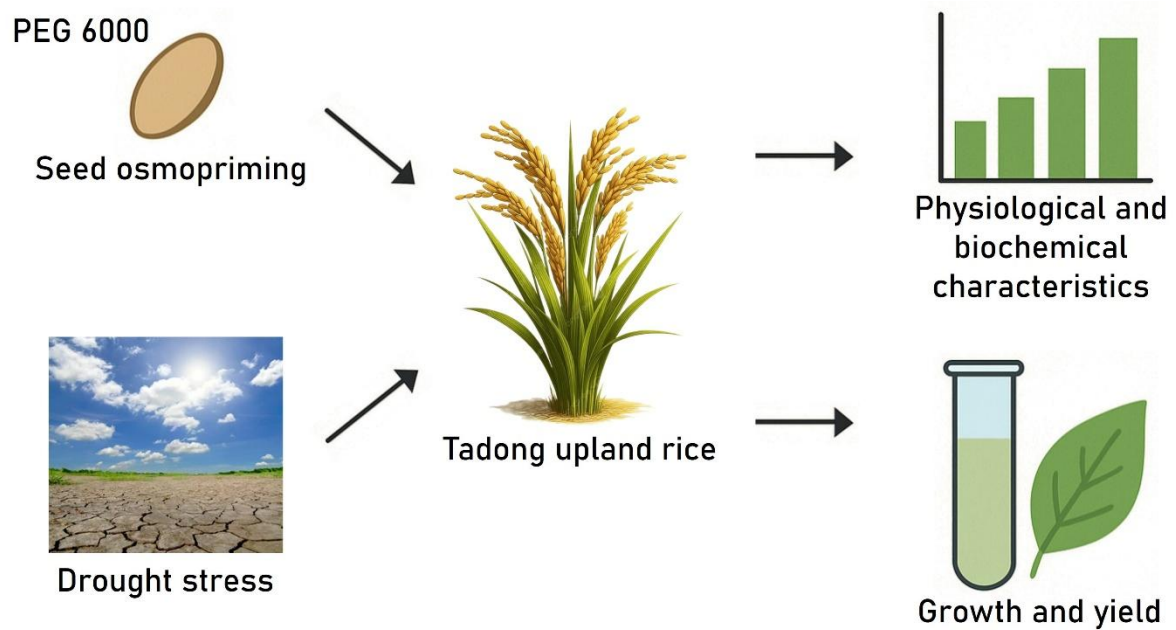 PEG 6000
Seed osmopriming
Drought stress
Tadong upland rice
Physiological and
biochemical
characteristics
Growth and yield